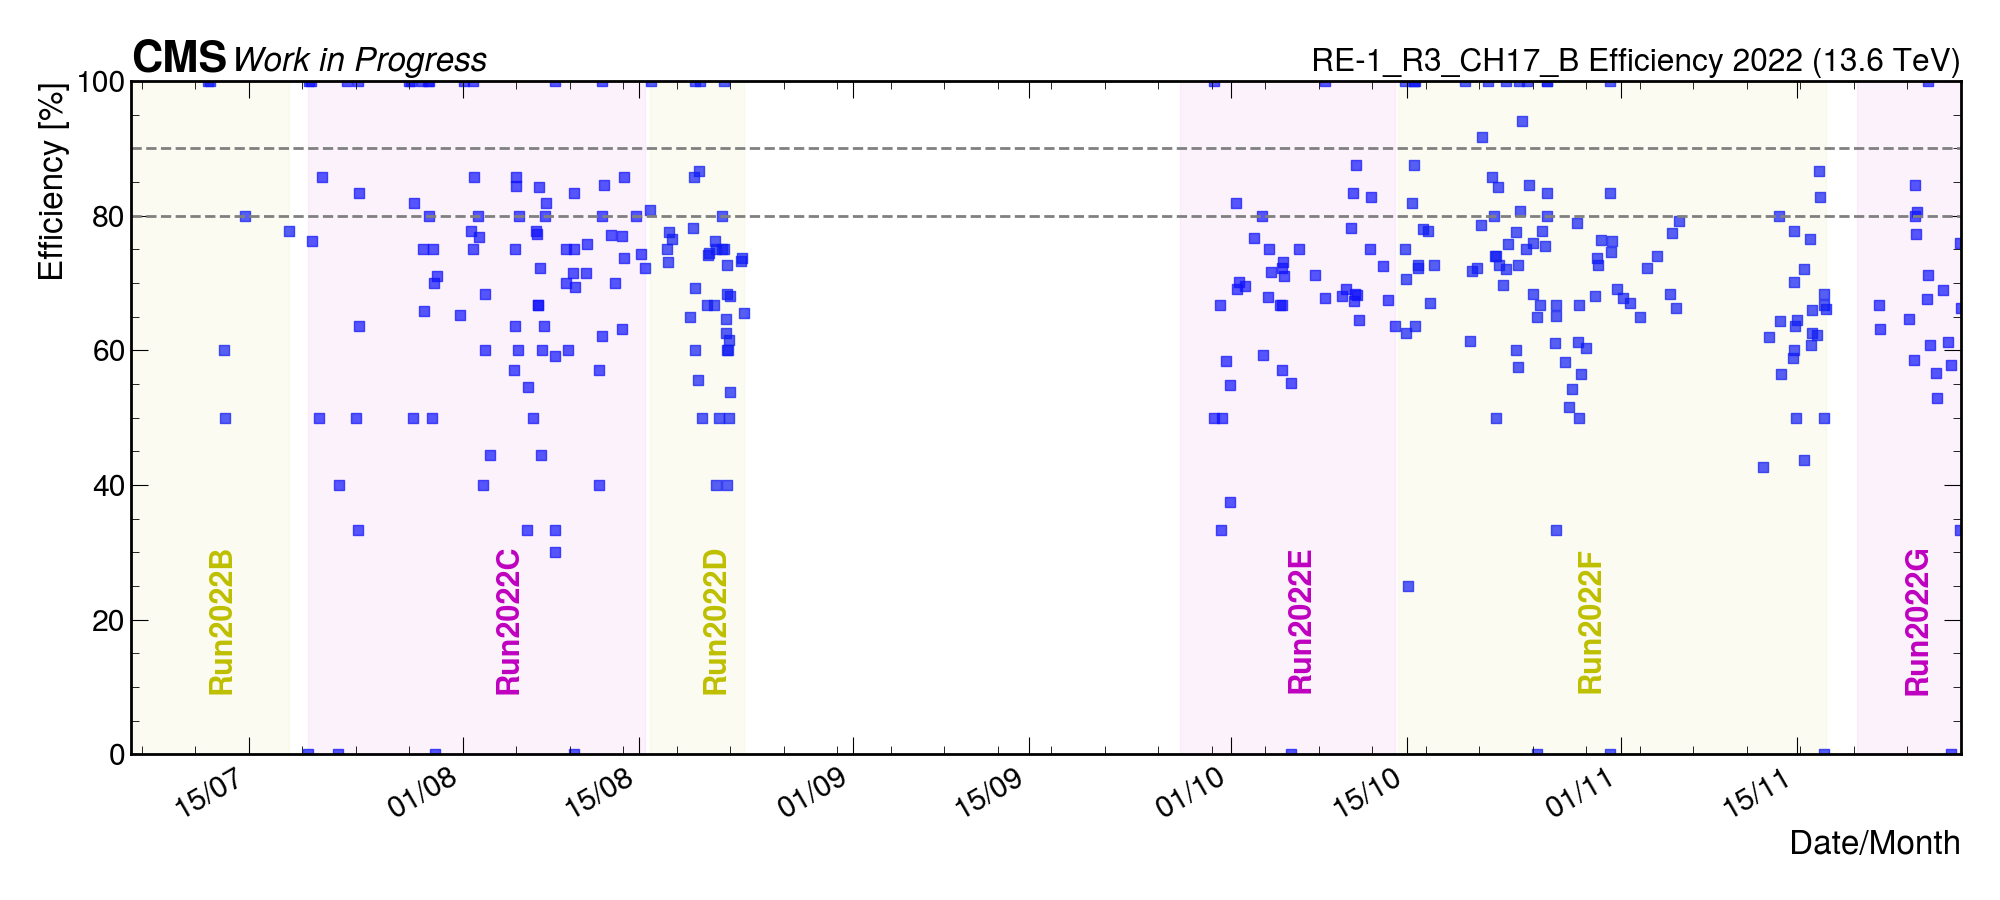 CMS Work in Progress
RE-1_R3_CH17_B Efficiency 2022 (13.6 TeV)
Efficiency [%]
100
80
60
40
20
0
Run2022B
Run2022C
Run2022D
Run2022E
Run2022F
Run2022G
15/07
01/08
15/08
01/09
15/09
01/10
15/10
01/11
15/11
Date/Month